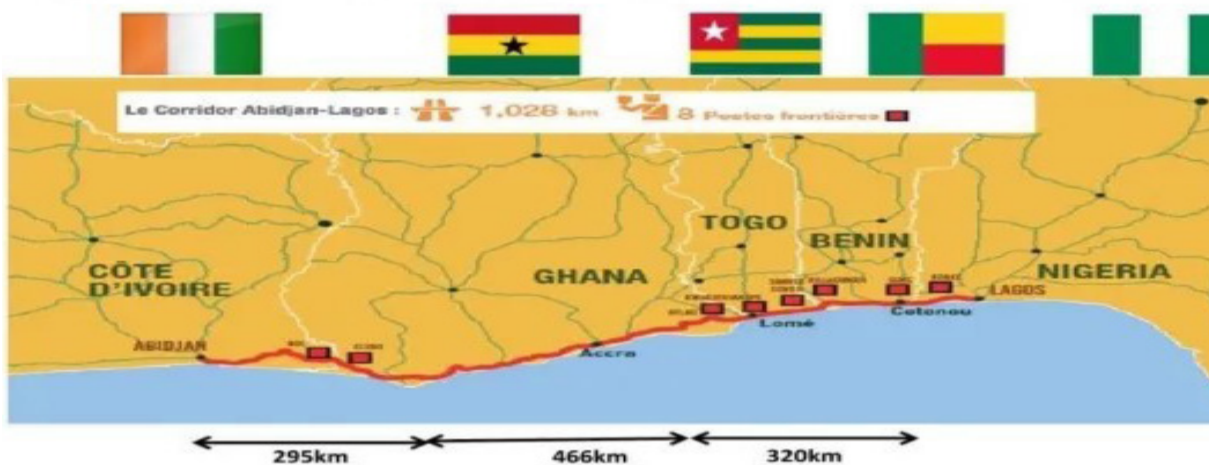 Le Corridor Abidjan-Lagos : 1,028 km 8 Postes frontières
TOGO
BENIN
CÔTE D'IVOIRE
GHANA
NIGERIA
LAGOS
Cotonou
Lomé
ABIDJAN
Accra
295km
466km
320km